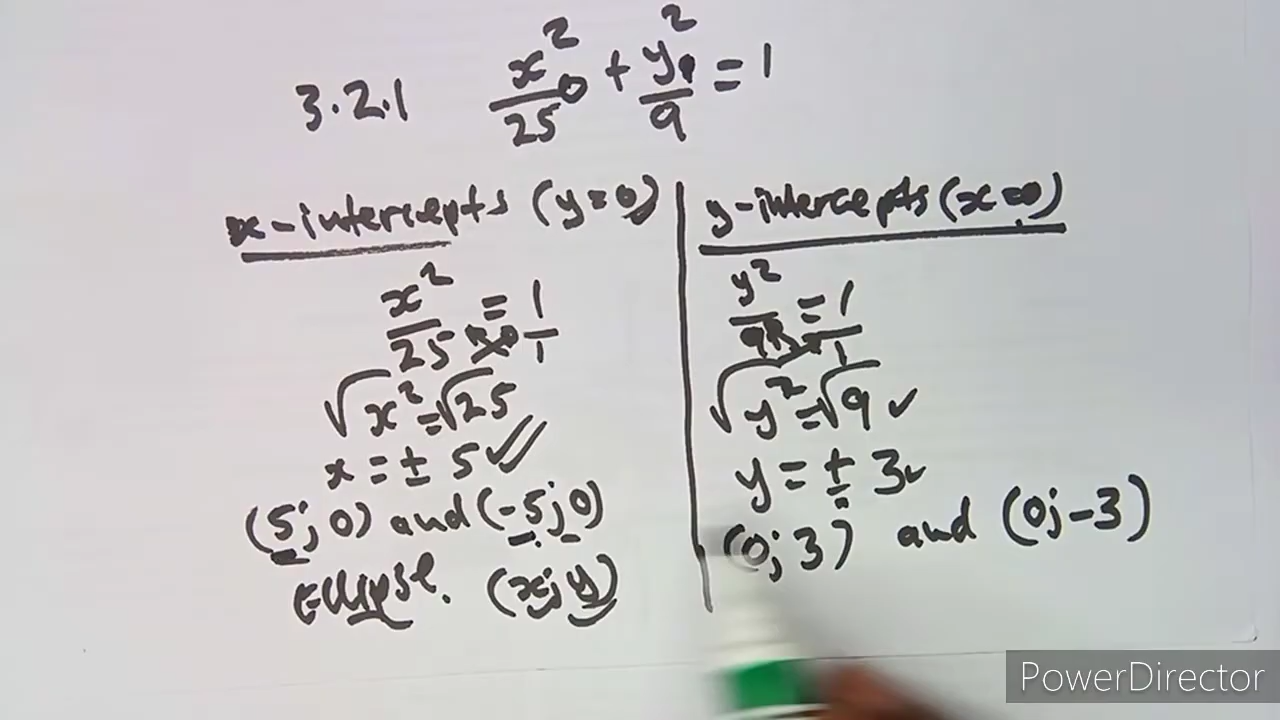 3.2.1 x²/25 + y²/9 = 1
x-intercepts (y=0)
x²/25 = 1/1
√x² = √25
x = ± 5 ✓✓
(5;0) and (-5;0)
Ellipse. (x;y)
y-intercepts (x=0)
y²/9 = 1/1
√y² = √9 ✓
y = ± 3 ✓
(0;3) and (0;-3)
PowerDirector